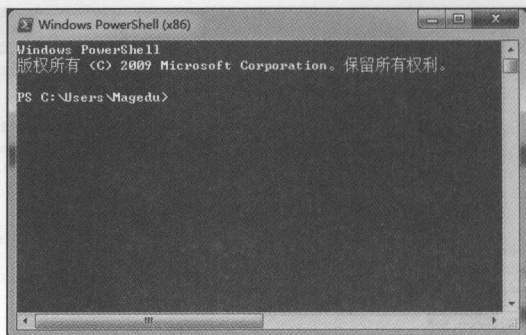 Windows PowerShell (x86)
Windows PowerShell
版权所有 (C) 2009 Microsoft Corporation。保留所有权利。
PS C:\Users\Magedu>